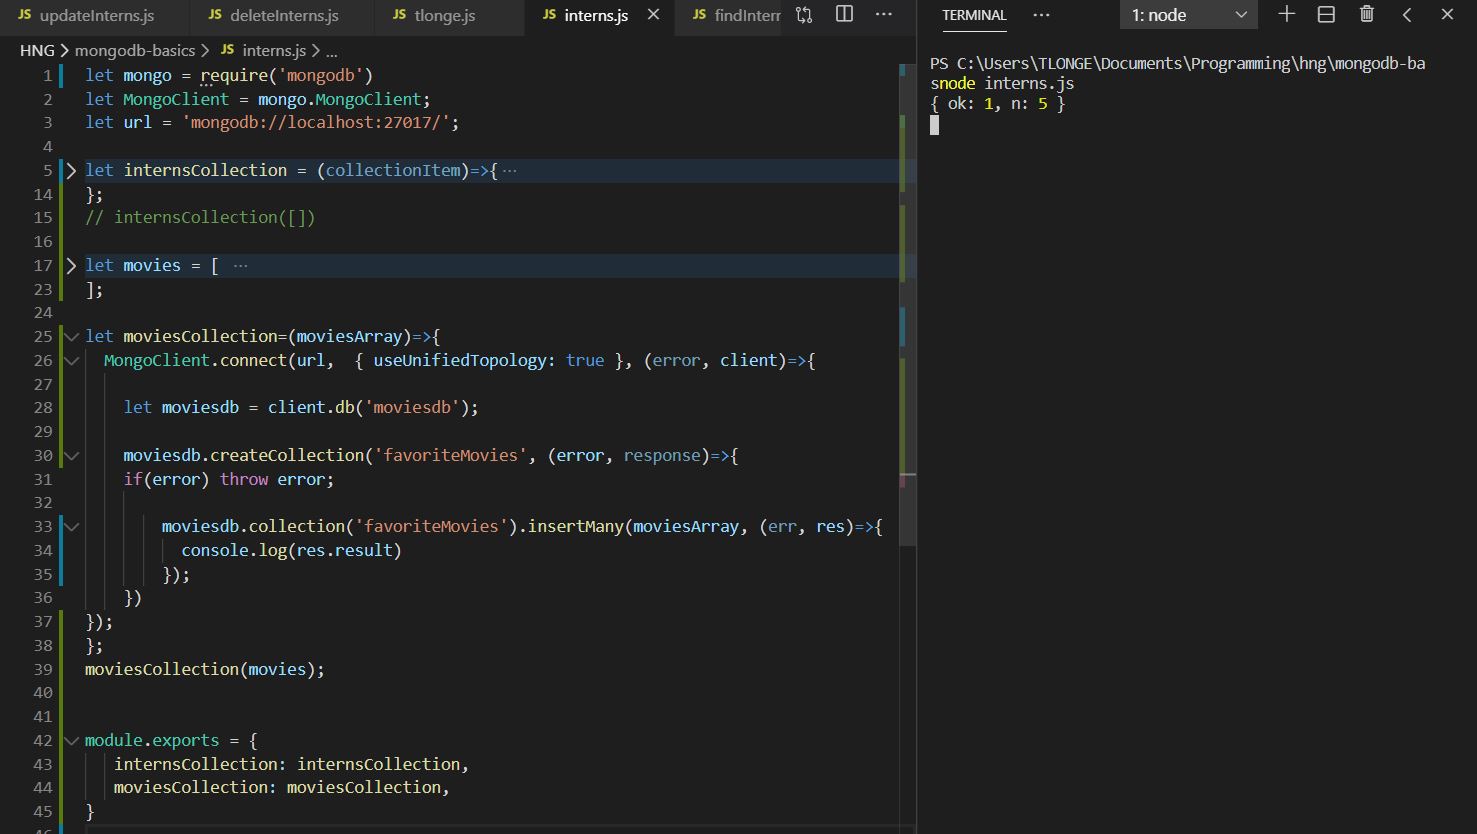 JS updateInterns.js JS deleteInterns.js JS tlonge.js JS interns.js × JS findIntern
HNG > mongodb-basics > JS interns.js > ...
1 let mongo = require('mongodb')
2 let MongoClient = mongo.MongoClient;
3 let url = 'mongodb://localhost:27017/';
4
5 let internsCollection = (collectionItem)=>{ ...
14 };
15 // internsCollection([])
16
17 let movies = [ ...
23 ];
24
25 let moviesCollection=(moviesArray)=>{
26 MongoClient.connect(url, { useUnifiedTopology: true }, (error, client)=>{
27
28 let moviesdb = client.db('moviesdb');
29
30 moviesdb.createCollection('favoriteMovies', (error, response)=>{
31 if(error) throw error;
32
33 moviesdb.collection('favoriteMovies').insertMany(moviesArray, (err, res)=>{
34 console.log(res.result)
35 });
36 })
37 });
38 };
39 moviesCollection(movies);
40
41
42 module.exports = {
43 internsCollection: internsCollection,
44 moviesCollection: moviesCollection,
45 }
46
TERMINAL ... 1: node
PS C:\Users\TLONGE\Documents\Programming\hng\mongodb-ba
snode interns.js
{ ok: 1, n: 5 }